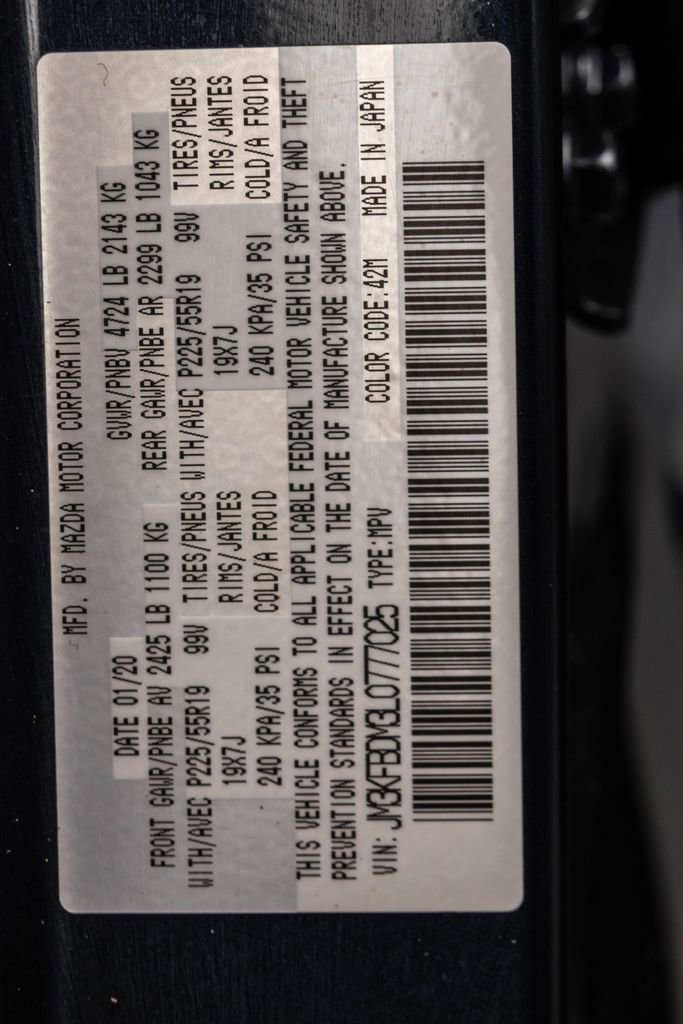 MFD. BY MAZDA MOTOR CORPORATION
DATE 01/20 GVWR/PNBV 4724 LB 2143 KG
FRONT GAWR/PNBE AV 2425 LB 1100 KG REAR GAWR/PNBE AR 2299 LB 1043 KG
WITH/AVEC P225/55R19 99V TIRES/PNEUS WITH/AVEC P225/55R19 99V TIRES/PNEUS
19X7J RIMS/JANTES 19X7J RIMS/JANTES
240 KPA/35 PSI COLD/A FROID 240 KPA/35 PSI COLD/A FROID
THIS VEHICLE CONFORMS TO ALL APPLICABLE FEDERAL MOTOR VEHICLE SAFETY AND THEFT
PREVENTION STANDARDS IN EFFECT ON THE DATE OF MANUFACTURE SHOWN ABOVE.
VIN: JM3KFBDM3L0777025 TYPE:MPV COLOR CODE:42M MADE IN JAPAN